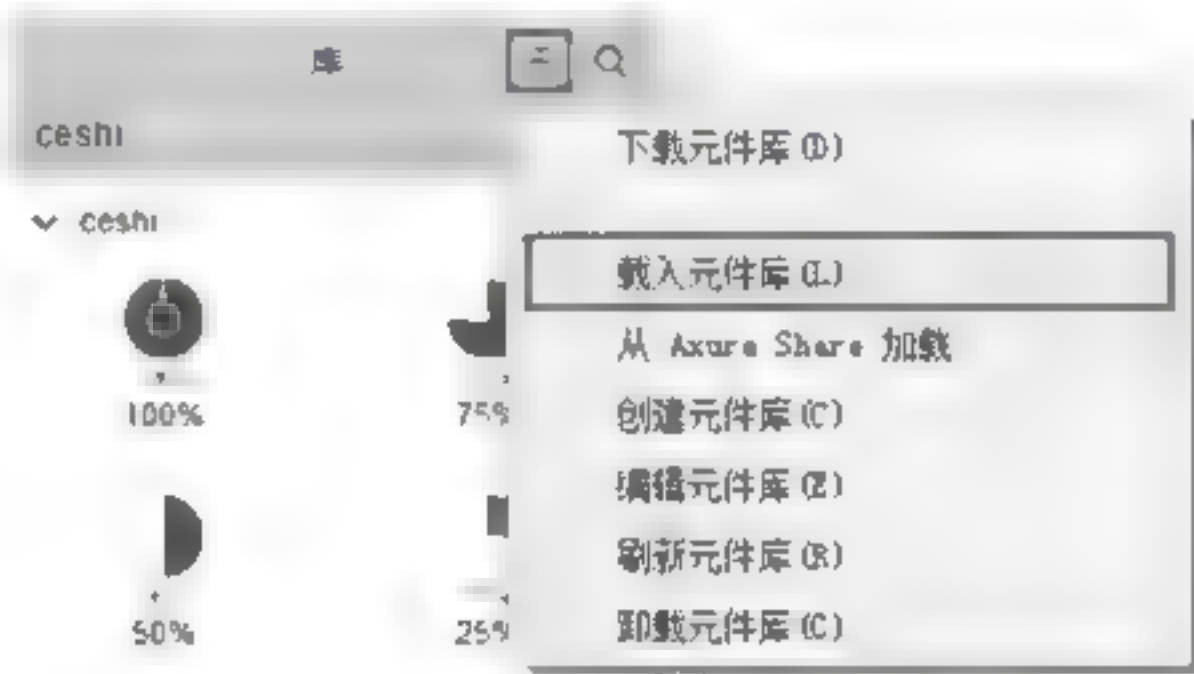 库
ceshi
下载元件库(D)
ceshi
载入元件库(L)
从 Axure Share 加载
100%
75%
创建元件库(C)
编辑元件库(E)
刷新元件库(R)
50%
25%
卸载元件库(C)